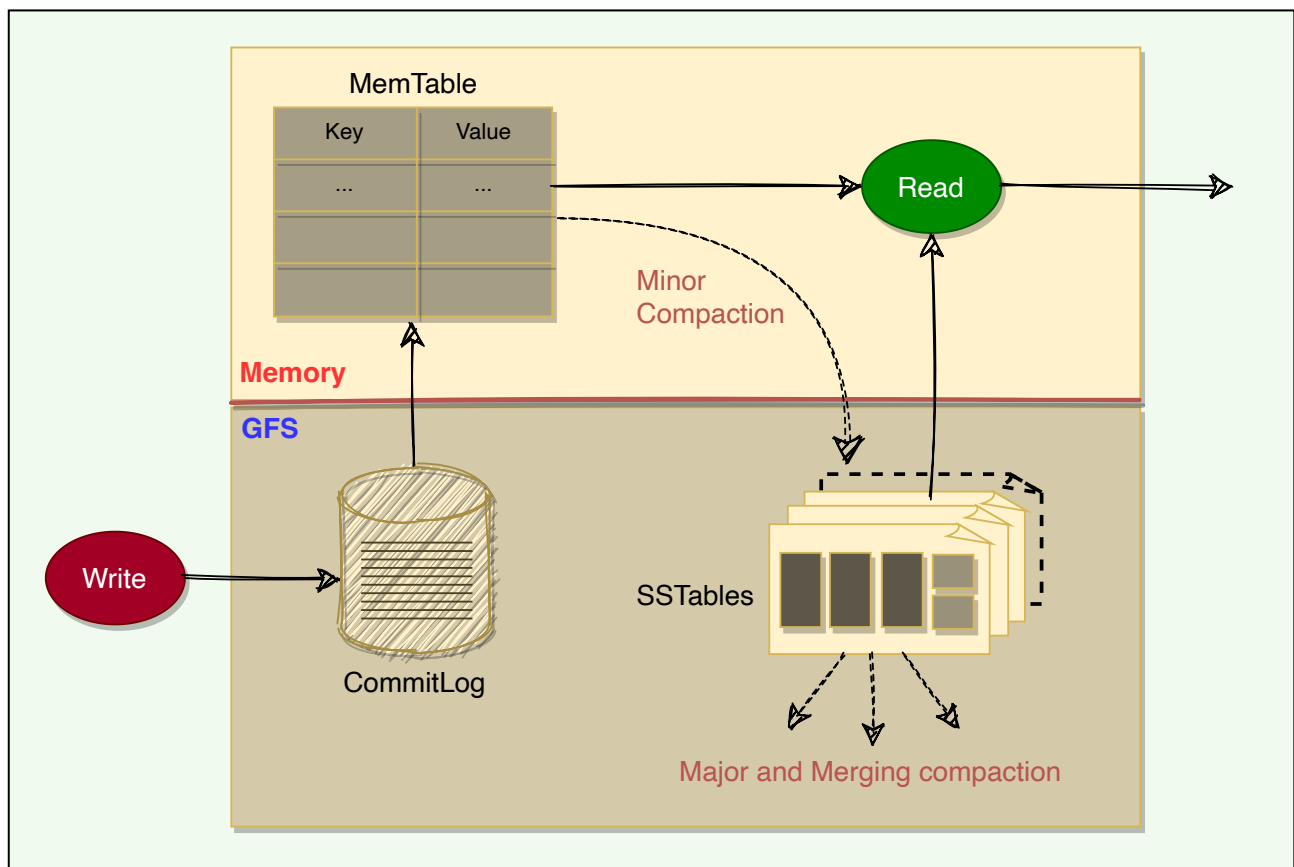 MemTable
Key
Value
...
...
Read
Minor
Compaction
Memory
GFS
Write
SSTables
CommitLog
Major and Merging compaction